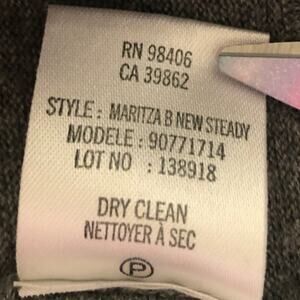 RN 98406
CA 39862
STYLE : MARITZA B NEW STEADY
MODELE : 90771714
LOT NO : 138918
DRY CLEAN
NETTOYER À SEC
P